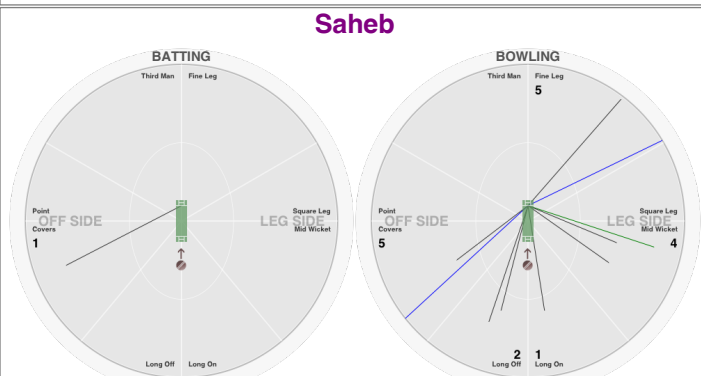 Saheb
BATTING
Third Man Fine Leg
Point
OFF SIDE
Covers
1
Square Leg
LEG SIDE
Mid Wicket
Long Off Long On
BOWLING
Third Man Fine Leg
5
Point
OFF SIDE
Covers
5
Square Leg
LEG SIDE
Mid Wicket
4
2 1
Long Off Long On